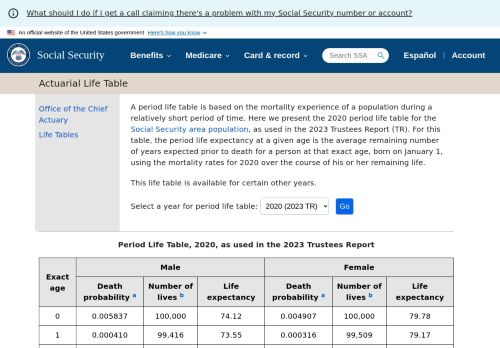 What should I do if I get a call claiming there's a problem with my Social Security number or account?
An official website of the United States government Here's how you know
Social Security
Benefits Medicare Card & record Search SSA Español Account
Actuarial Life Table
Office of the Chief Actuary
Life Tables
A period life table is based on the mortality experience of a population during a
relatively short period of time. Here we present the 2020 period life table for the
Social Security area population, as used in the 2023 Trustees Report (TR). For this
table, the period life expectancy at a given age is the average remaining number
of years expected prior to death for a person at that exact age, born on January 1,
using the mortality rates for 2020 over the course of his or her remaining life.
This life table is available for certain other years.
Select a year for period life table: 2020 (2023 TR) Go
Period Life Table, 2020, as used in the 2023 Trustees Report
Exact age Male Female
Death probability a Number of lives b Life expectancy Death probability a Number of lives b Life expectancy
0 0.005837 100,000 74.12 0.004907 100,000 79.78
1 0.000410 99,416 73.55 0.000316 99,509 79.17